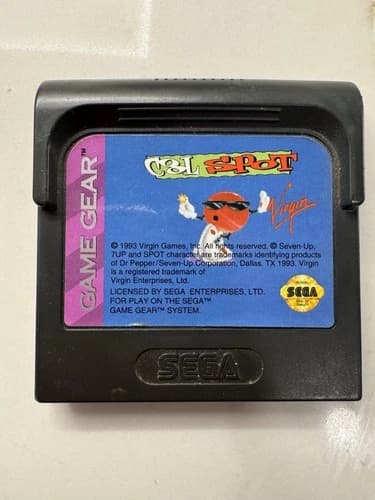 COOL SPOT
GAME GEAR™
Virgin
© 1993 Virgin Games, Inc. All rights reserved. © Seven-Up,
7UP and SPOT character are trademarks identifying products
of Dr Pepper/Seven-Up Corporation, Dallas, TX 1993. Virgin
is a registered trademark of
Virgin Enterprises, Ltd.
LICENSED BY SEGA ENTERPRISES, LTD.
FOR PLAY ON THE SEGA™
GAME GEAR™ SYSTEM.
SEGA
SEGA